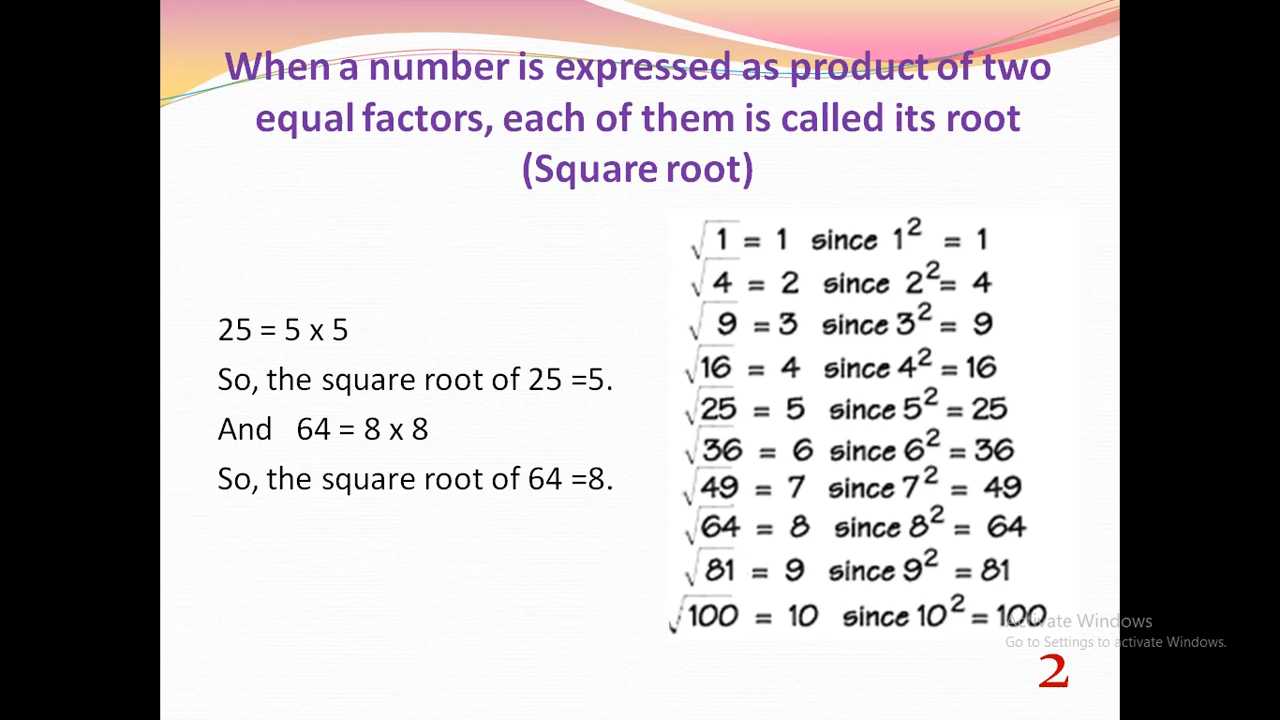 When a number is expressed as product of two
equal factors, each of them is called its root
(Square root)
25 = 5 x 5
So, the square root of 25 =5.
And 64 = 8 x 8
So, the square root of 64 =8.
√1 = 1 since 1² = 1
√4 = 2 since 2² = 4
√9 = 3 since 3² = 9
√16 = 4 since 4² = 16
√25 = 5 since 5² = 25
√36 = 6 since 6² = 36
√49 = 7 since 7² = 49
√64 = 8 since 8² = 64
√81 = 9 since 9² = 81
√100 = 10 since 10² = 100
Activate Windows
Go to Settings to activate Windows.
2